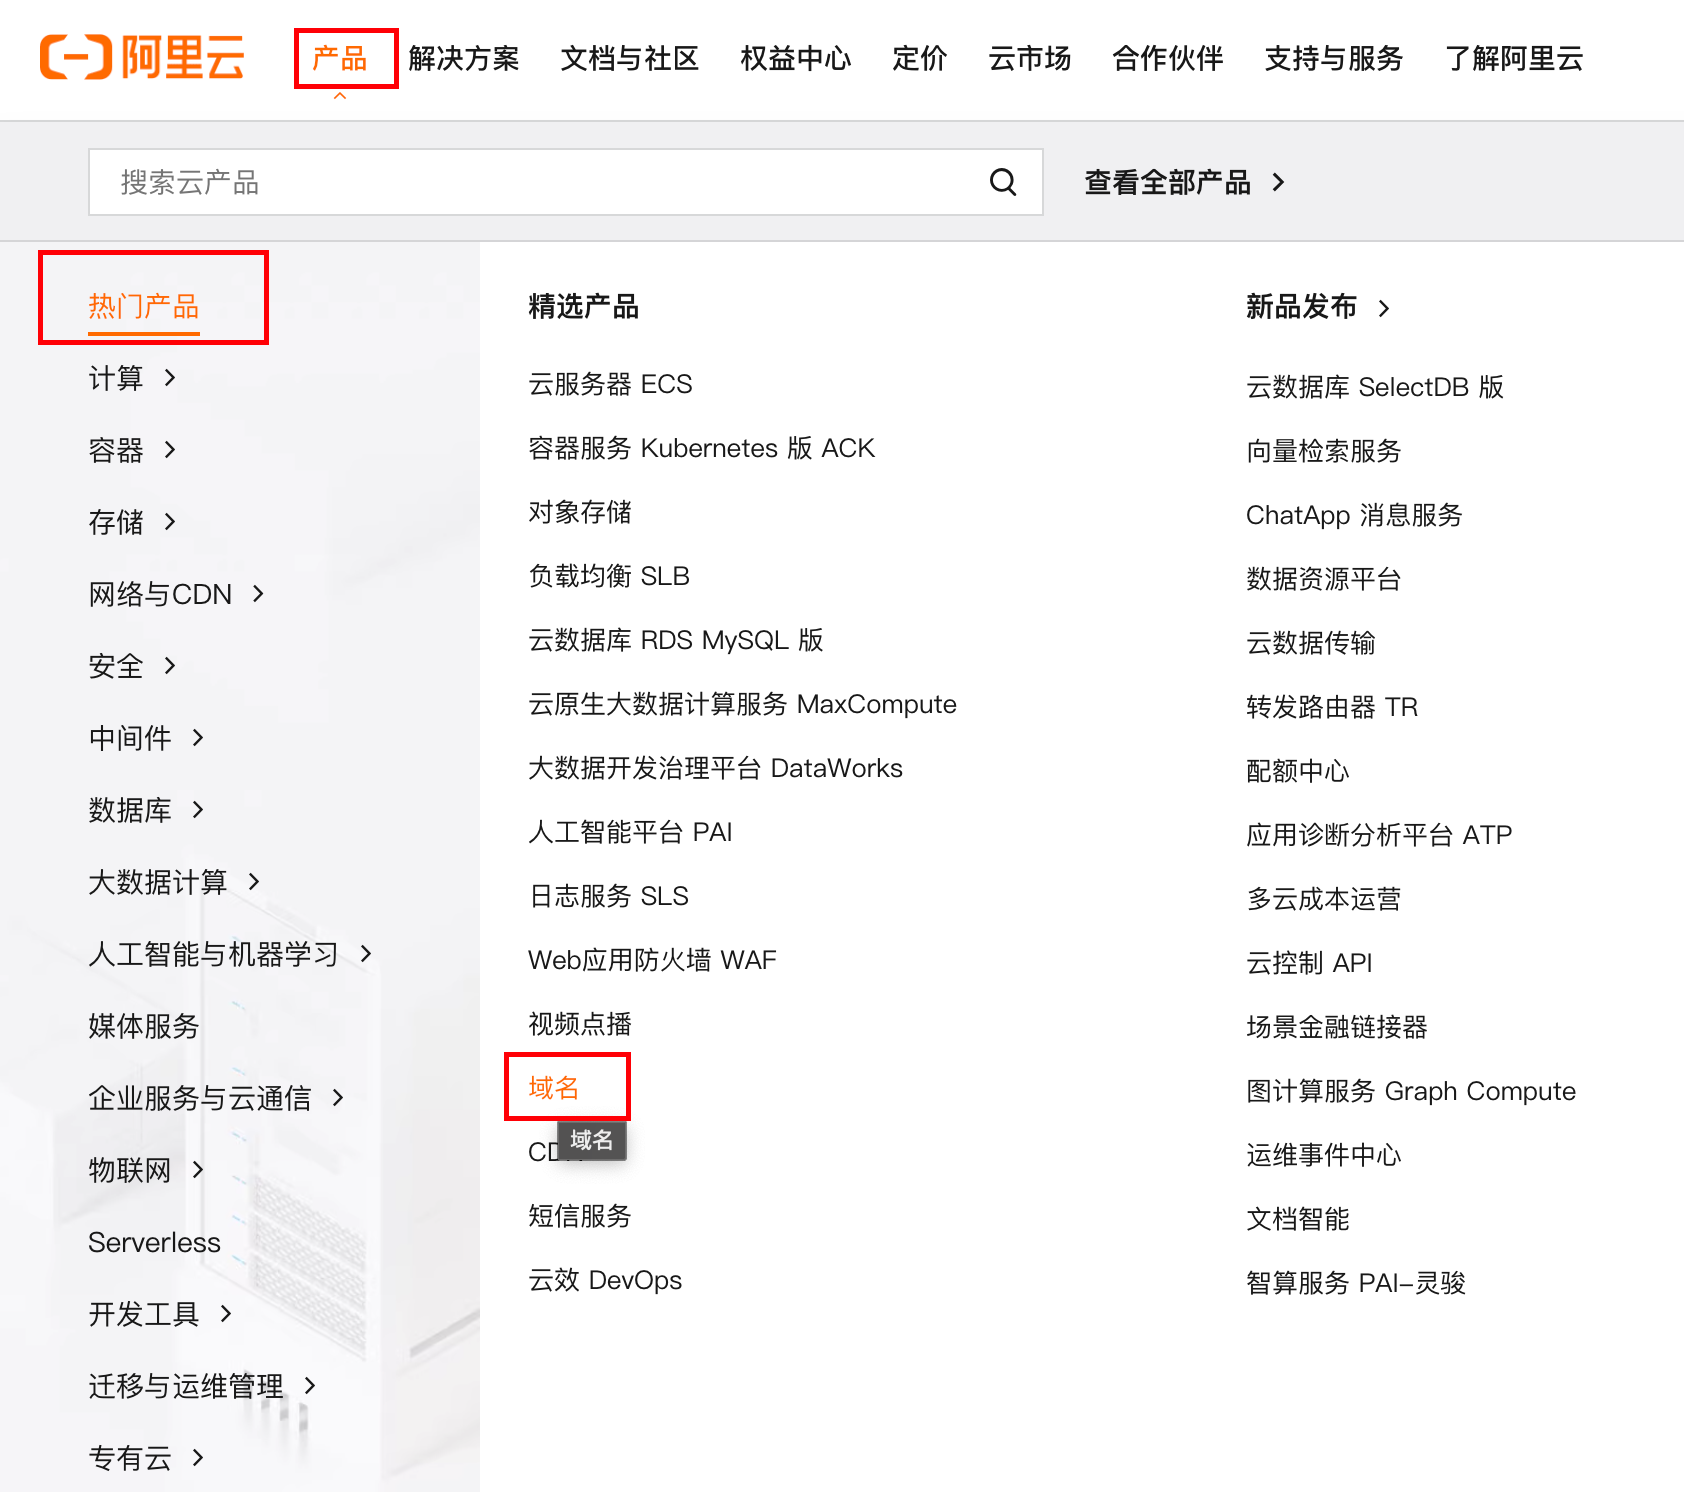 阿里云
产品 解决方案 文档与社区 权益中心 定价 云市场 合作伙伴 支持与服务 了解阿里云
搜索云产品
查看全部产品
热门产品
计算
容器
存储
网络与CDN
安全
中间件
数据库
大数据计算
人工智能与机器学习
媒体服务
企业服务与云通信
物联网
Serverless
开发工具
迁移与运维管理
专有云
精选产品
云服务器 ECS
容器服务 Kubernetes 版 ACK
对象存储
负载均衡 SLB
云数据库 RDS MySQL 版
云原生大数据计算服务 MaxCompute
大数据开发治理平台 DataWorks
人工智能平台 PAI
日志服务 SLS
Web应用防火墙 WAF
视频点播
域名
域名
短信服务
云效 DevOps
新品发布
云数据库 SelectDB 版
向量检索服务
ChatApp 消息服务
数据资源平台
云数据传输
转发路由器 TR
配额中心
应用诊断分析平台 ATP
多云成本运营
云控制 API
场景金融链接器
图计算服务 Graph Compute
运维事件中心
文档智能
智算服务 PAI-灵骏